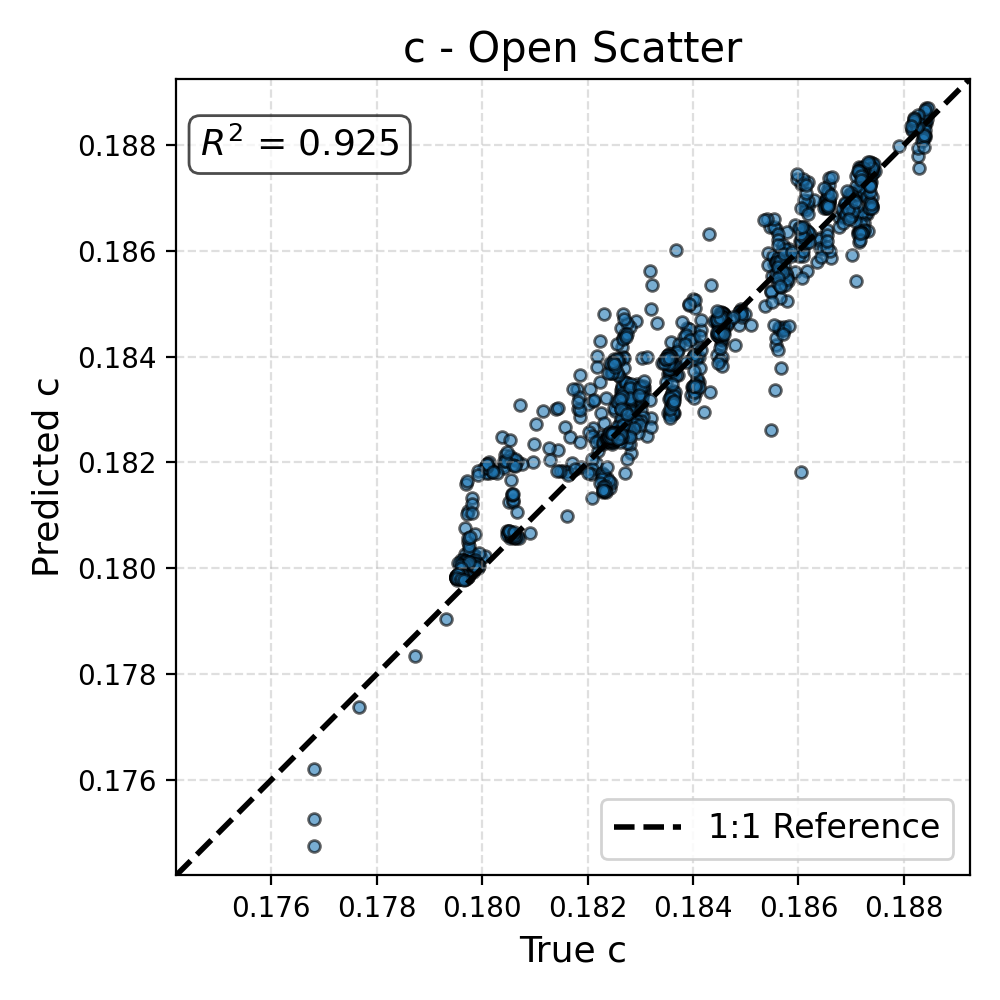 c - Open Scatter
R² = 0.925
0.188
0.186
0.184
0.182
0.180
0.178
0.176
Predicted c
1:1 Reference
0.176 0.178 0.180 0.182 0.184 0.186 0.188
True c